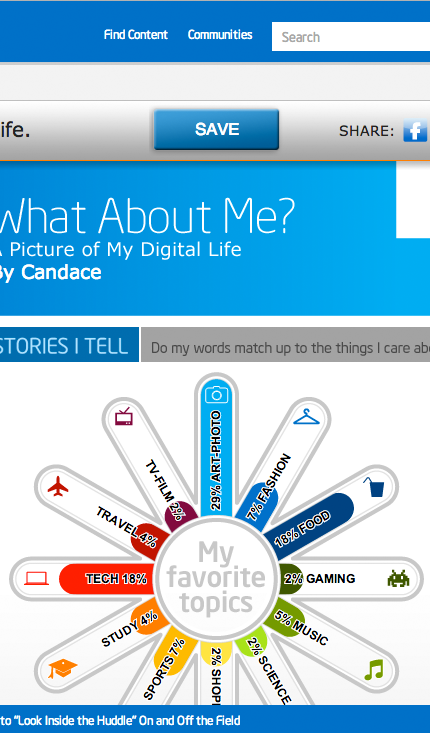 Find Content Communities Search
ife.
SAVE
SHARE:
What About Me?
A Picture of My Digital Life
By Candace
STORIES I TELL
Do my words match up to the things I care abo
29% ART-PHOTO
7% FASHION
18% FOOD
2% GAMING
5% MUSIC
2% SCIENCE
2% SHOPI
SPORTS 7%
STUDY 4%
TECH 18%
TRAVEL 4%
TV-FILM 2%
My
favorite
topics
to "Look Inside the Huddle" On and Off the Field